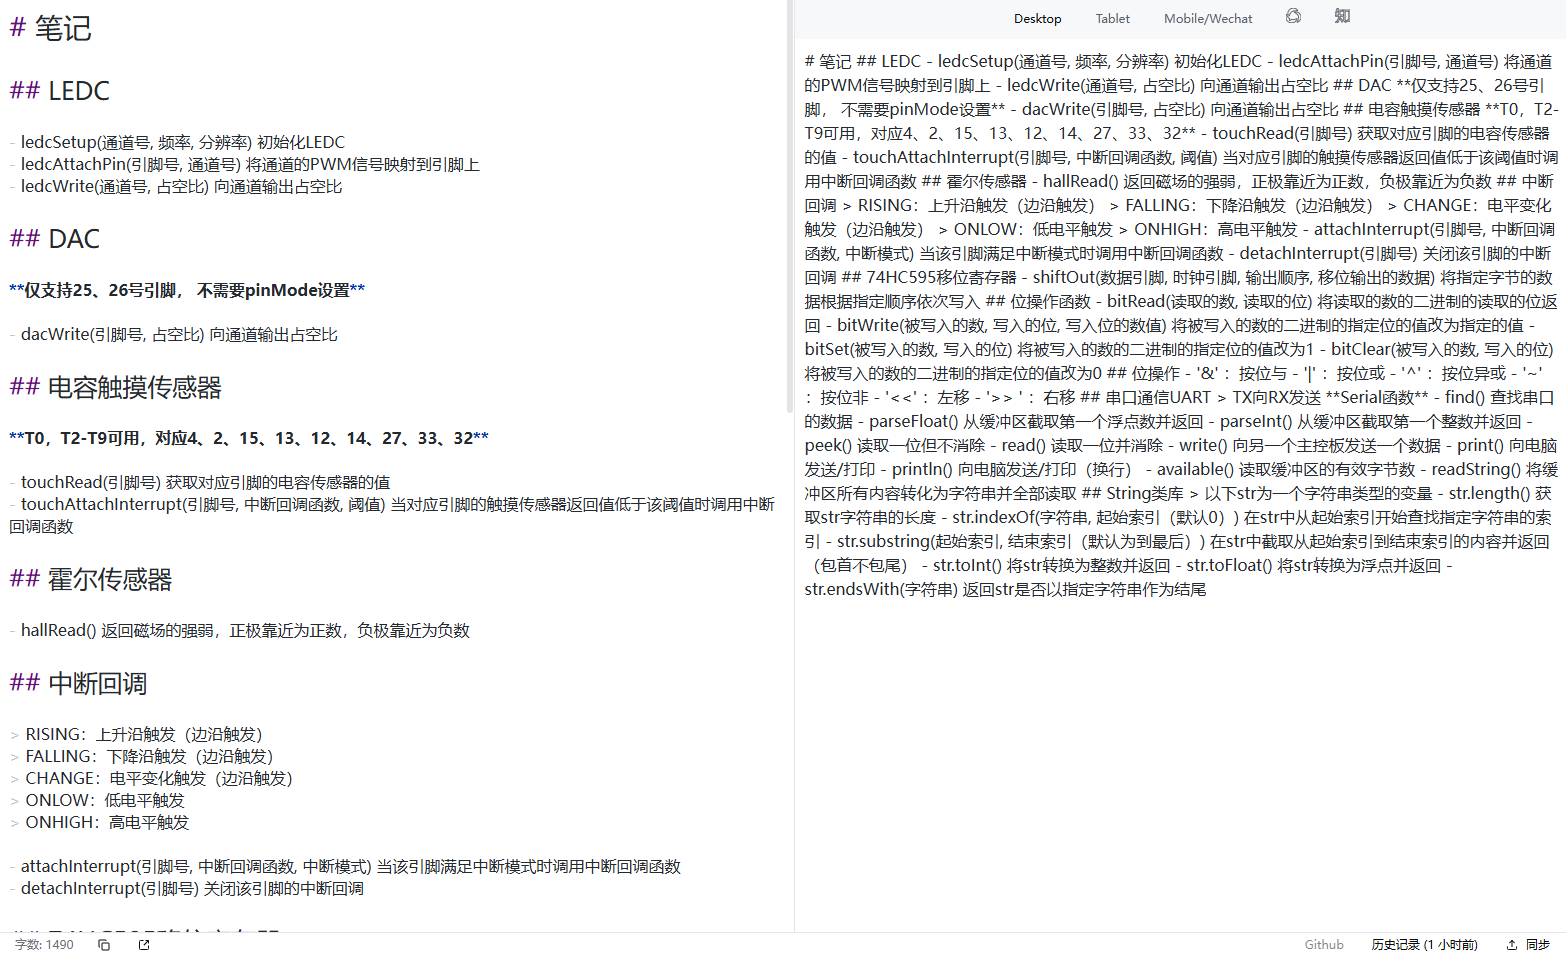 # 笔记
## LEDC
- ledcSetup(通道号, 频率, 分辨率) 初始化LEDC
- ledcAttachPin(引脚号, 通道号) 将通道的PWM信号映射到引脚上
- ledcWrite(通道号, 占空比) 向通道输出占空比
## DAC
**仅支持25、26号引脚， 不需要pinMode设置**
- dacWrite(引脚号, 占空比) 向通道输出占空比
## 电容触摸传感器
**T0，T2-T9可用，对应4、2、15、13、12、14、27、33、32**
- touchRead(引脚号) 获取对应引脚的电容传感器的值
- touchAttachInterrupt(引脚号, 中断回调函数, 阈值) 当对应引脚的触摸传感器返回值低于该阈值时调用中断
回调函数
## 霍尔传感器
- hallRead() 返回磁场的强弱，正极靠近为正数，负极靠近为负数
## 中断回调
> RISING：上升沿触发（边沿触发）
> FALLING：下降沿触发（边沿触发）
> CHANGE：电平变化触发（边沿触发）
> ONLOW：低电平触发
> ONHIGH：高电平触发
- attachInterrupt(引脚号, 中断回调函数, 中断模式) 当该引脚满足中断模式时调用中断回调函数
- detachInterrupt(引脚号) 关闭该引脚的中断回调
字数: 1490
Desktop Tablet Mobile/Wechat 知
# 笔记 ## LEDC - ledcSetup(通道号, 频率, 分辨率) 初始化LEDC - ledcAttachPin(引脚号, 通道号) 将通道
的PWM信号映射到引脚上 - ledcWrite(通道号, 占空比) 向通道输出占空比 ## DAC **仅支持25、26号引
脚， 不需要pinMode设置** - dacWrite(引脚号, 占空比) 向通道输出占空比 ## 电容触摸传感器 **T0，T2-
T9可用，对应4、2、15、13、12、14、27、33、32** - touchRead(引脚号) 获取对应引脚的电容传感器
的值 - touchAttachInterrupt(引脚号, 中断回调函数, 阈值) 当对应引脚的触摸传感器返回值低于该阈值时调
用中断回调函数 ## 霍尔传感器 - hallRead() 返回磁场的强弱，正极靠近为正数，负极靠近为负数 ## 中断
回调 > RISING：上升沿触发（边沿触发） > FALLING：下降沿触发（边沿触发） > CHANGE：电平变化
触发（边沿触发） > ONLOW：低电平触发 > ONHIGH：高电平触发 - attachInterrupt(引脚号, 中断回调
函数, 中断模式) 当该引脚满足中断模式时调用中断回调函数 - detachInterrupt(引脚号) 关闭该引脚的中断
回调 ## 74HC595移位寄存器 - shiftOut(数据引脚, 时钟引脚, 输出顺序, 移位输出的数据) 将指定字节的数
据根据指定顺序依次写入 ## 位操作函数 - bitRead(读取的数, 读取的位) 将读取的数的二进制的读取的位返
回 - bitWrite(被写入的数, 写入的位, 写入位的数值) 将被写入的数的二进制的指定位的值改为指定的值 -
bitSet(被写入的数, 写入的位) 将被写入的数的二进制的指定位的值改为1 - bitClear(被写入的数, 写入的位)
将被写入的数的二进制的指定位的值改为0 ## 位操作 - '&' ：按位与 - '|' ：按位或 - '^' ：按位异或 - '~'
：按位非 - '<<' ：左移 - '>> ' ：右移 ## 串口通信UART > TX向RX发送 **Serial函数** - find() 查找串口
的数据 - parseFloat() 从缓冲区截取第一个浮点数并返回 - parseInt() 从缓冲区截取第一个整数并返回 -
peek() 读取一位但不消除 - read() 读取一位并消除 - write() 向另一个主控板发送一个数据 - print() 向电脑
发送/打印 - println() 向电脑发送/打印（换行） - available() 读取缓冲区的有效字节数 - readString() 将缓
冲区所有内容转化为字符串并全部读取 ## String类库 > 以下str为一个字符串类型的变量 - str.length() 获
取str字符串的长度 - str.indexOf(字符串, 起始索引（默认0）) 在str中从起始索引开始查找指定字符串的索
引 - str.substring(起始索引, 结束索引（默认为到最后）) 在str中截取从起始索引到结束索引的内容并返回
（包首不包尾） - str.toInt() 将str转换为整数并返回 - str.toFloat() 将str转换为浮点并返回 -
str.endsWith(字符串) 返回str是否以指定字符串作为结尾
Github 历史记录 (1 小时前) 同步